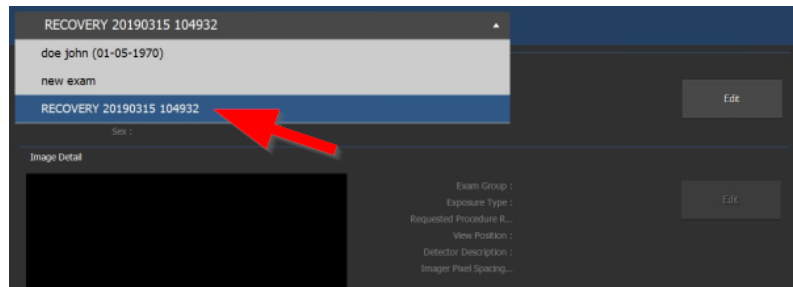 RECOVERY 20190315 104932
doe john (01-05-1970)
new exam
RECOVERY 20190315 104932
Edit
Sex :
Image Detail
Exam Group :
Edit
Exposure Type :
Requested Procedure R...
View Position :
Detector Description :
Imager Pixel Spacing...